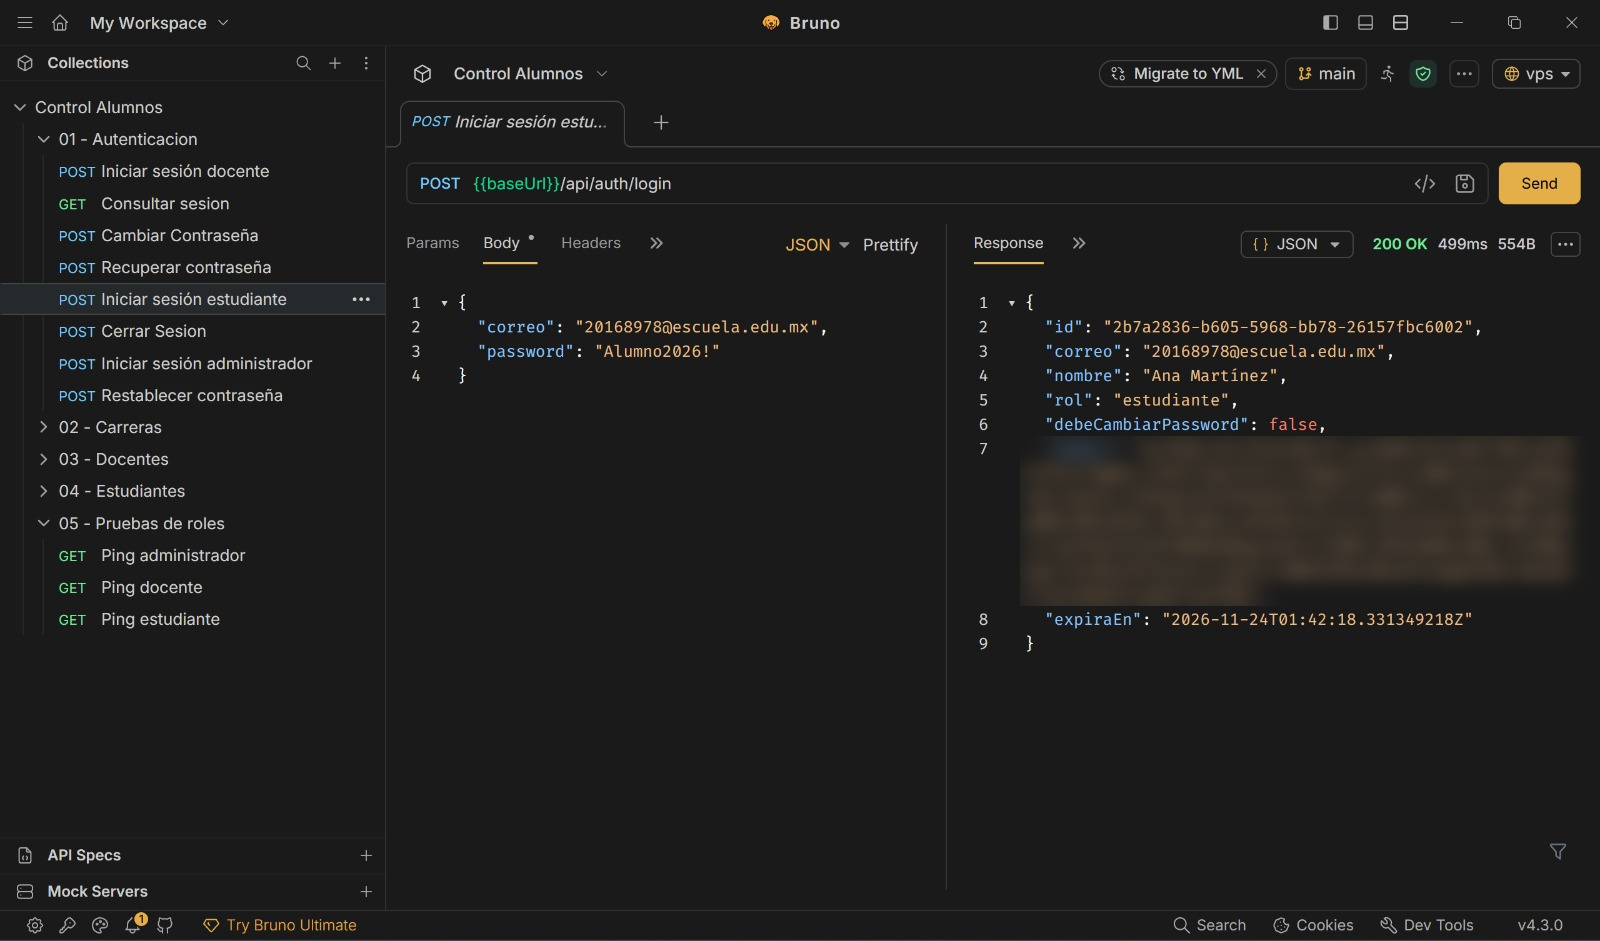 My Workspace
Bruno
Collections
Control Alumnos
01 - Autenticacion
POST Iniciar sesión docente
GET Consultar sesion
POST Cambiar Contraseña
POST Recuperar contraseña
POST Iniciar sesión estudiante
POST Cerrar Sesion
POST Iniciar sesión administrador
POST Restablecer contraseña
02 - Carreras
03 - Docentes
04 - Estudiantes
05 - Pruebas de roles
GET Ping administrador
GET Ping docente
GET Ping estudiante
API Specs
Mock Servers
Control Alumnos
Migrate to YML
main
vps
POST Iniciar sesión estu...
POST {{baseUrl}}/api/auth/login
Send
Params Body Headers JSON Prettify
1 {
2 "correo": "20168978@escuela.edu.mx",
3 "password": "Alumno2026!"
4 }
Response { } JSON 200 OK 499ms 554B
1 {
2 "id": "2b7a2836-b605-5968-bb78-26157fbc6002",
3 "correo": "20168978@escuela.edu.mx",
4 "nombre": "Ana Martínez",
5 "rol": "estudiante",
6 "debeCambiarPassword": false,
7
8 "expiraEn": "2026-11-24T01:42:18.331349218Z"
9 }
1
Try Bruno Ultimate
Search
Cookies
Dev Tools
v4.3.0